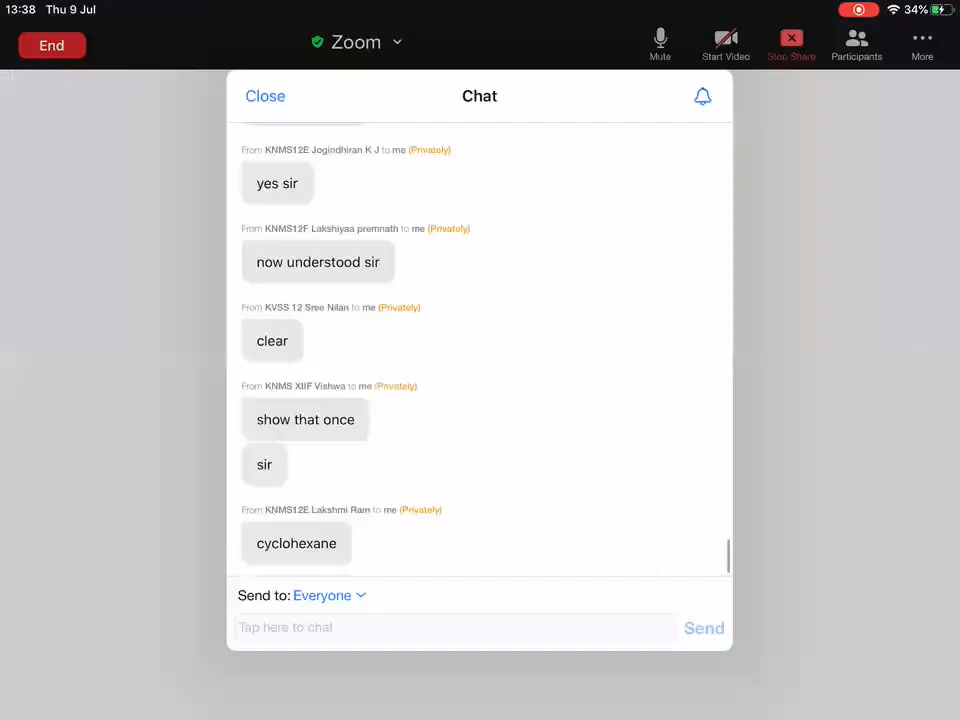 13:38 Thu 9 Jul
34%
End
Zoom
Mute
Start Video
Stop Share
Participants
More
Close
Chat
From KNMS12E Jogindhiran K J to me (Privately)
yes sir
From KNMS12F Lakshiyaa premnath to me (Privately)
now understood sir
From KVSS 12 Sree Nilan to me (Privately)
clear
From KNMS XIIF Vishwa to me (Privately)
show that once
sir
From KNMS12E Lakshmi Ram to me (Privately)
cyclohexane
Send to: Everyone
Tap here to chat
Send